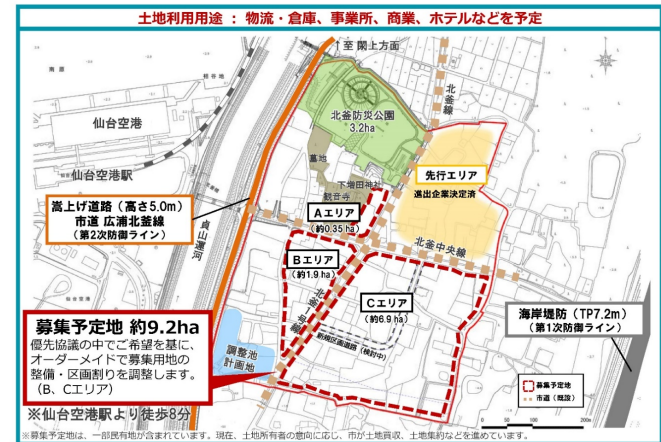 土地利用用途 ： 物流・倉庫、事業所、商業、ホテルなどを予定
↑至 閖上方面
北釜線
仙台空港
北釜防災公園
3.2ha
仙台空港駅
墓地
先行エリア
進出企業決定済
下増田神社
観音寺
嵩上げ道路（高さ5.0m）
市道 広浦北釜線
（第2次防御ライン）
貞山運河
Aエリア
（約0.35 ha）
北釜中央線
Bエリア
（約1.9 ha）
北釜1号線
Cエリア
（約6.9 ha）
新規区画道路（検討中）
海岸堤防（TP7.2m）
（第1次防御ライン）
募集予定地 約9.2ha
優先協議の中でご希望を基に、
オーダーメイドで募集用地の
整備・区画割りを調整します。
（B、Cエリア）
調整池
計画地
※仙台空港駅より徒歩8分
募集予定地
市道（既設）
0 50 100 200m
※募集予定地は、一部民有地が含まれています。現在、土地所有者の意向に応じ、市が土地買収、土地集約などを進めています。